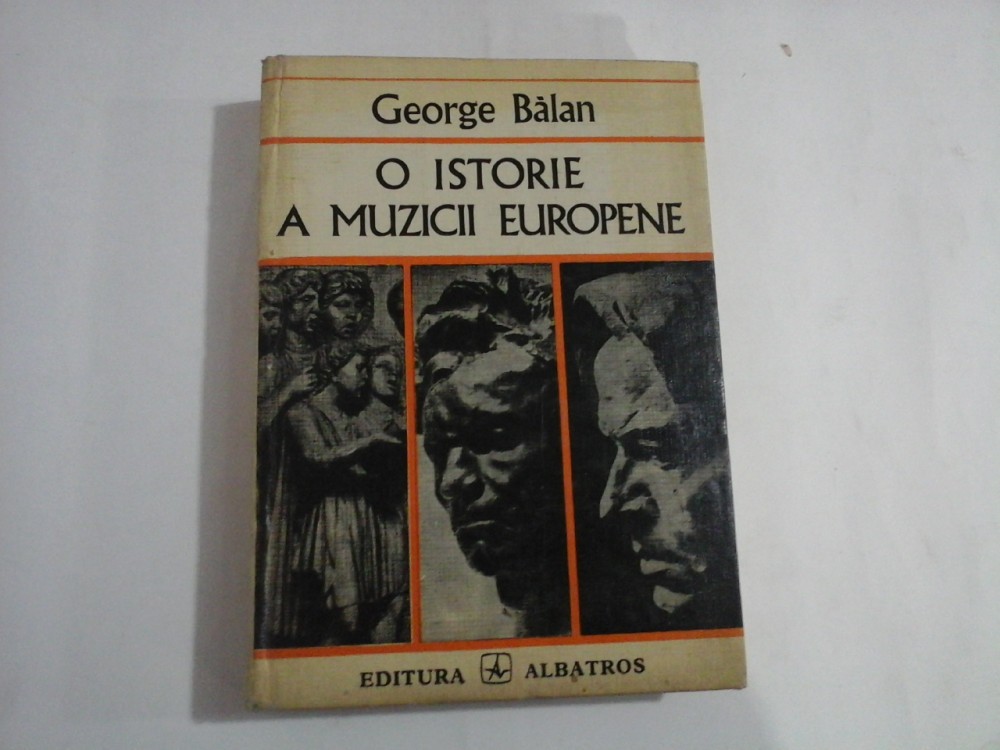 George Bălan
O ISTORIE
A MUZICII EUROPENE
EDITURA ALBATROS